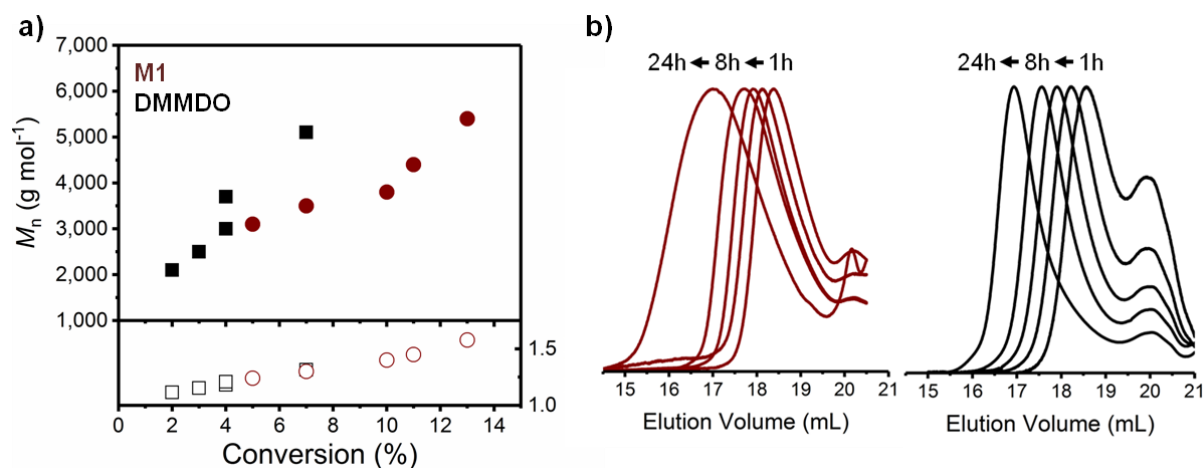 a)
7,000
6,000
5,000
4,000
3,000
2,000
1,000
Mn (g mol⁻¹)
M1
DMMDO
1.5
1.0
0 2 4 6 8 10 12 14
Conversion (%)
b)
24h ← 8h ← 1h
15 16 17 18 19 20 21
Elution Volume (mL)
24h ← 8h ← 1h
15 16 17 18 19 20 21
Elution Volume (mL)